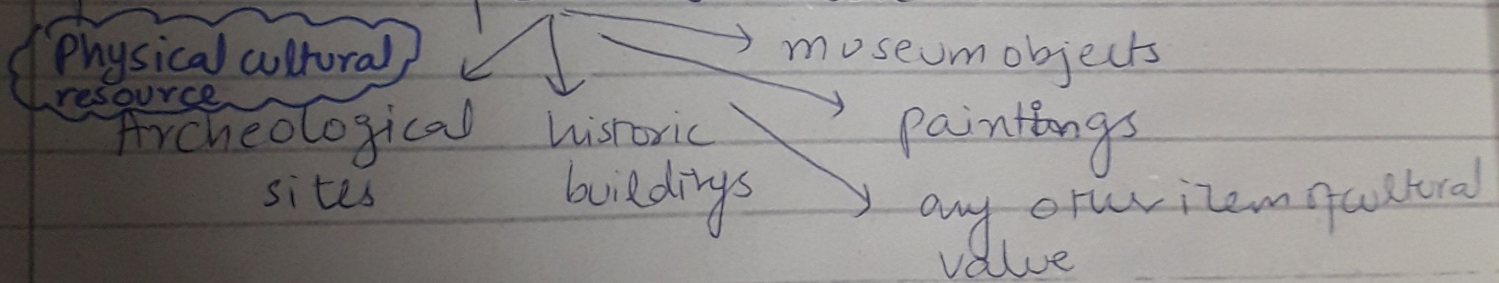 Physical cultural
resource
museum objects
Archeological
sites
historic
buildings
paintings
any other item of cultural
value